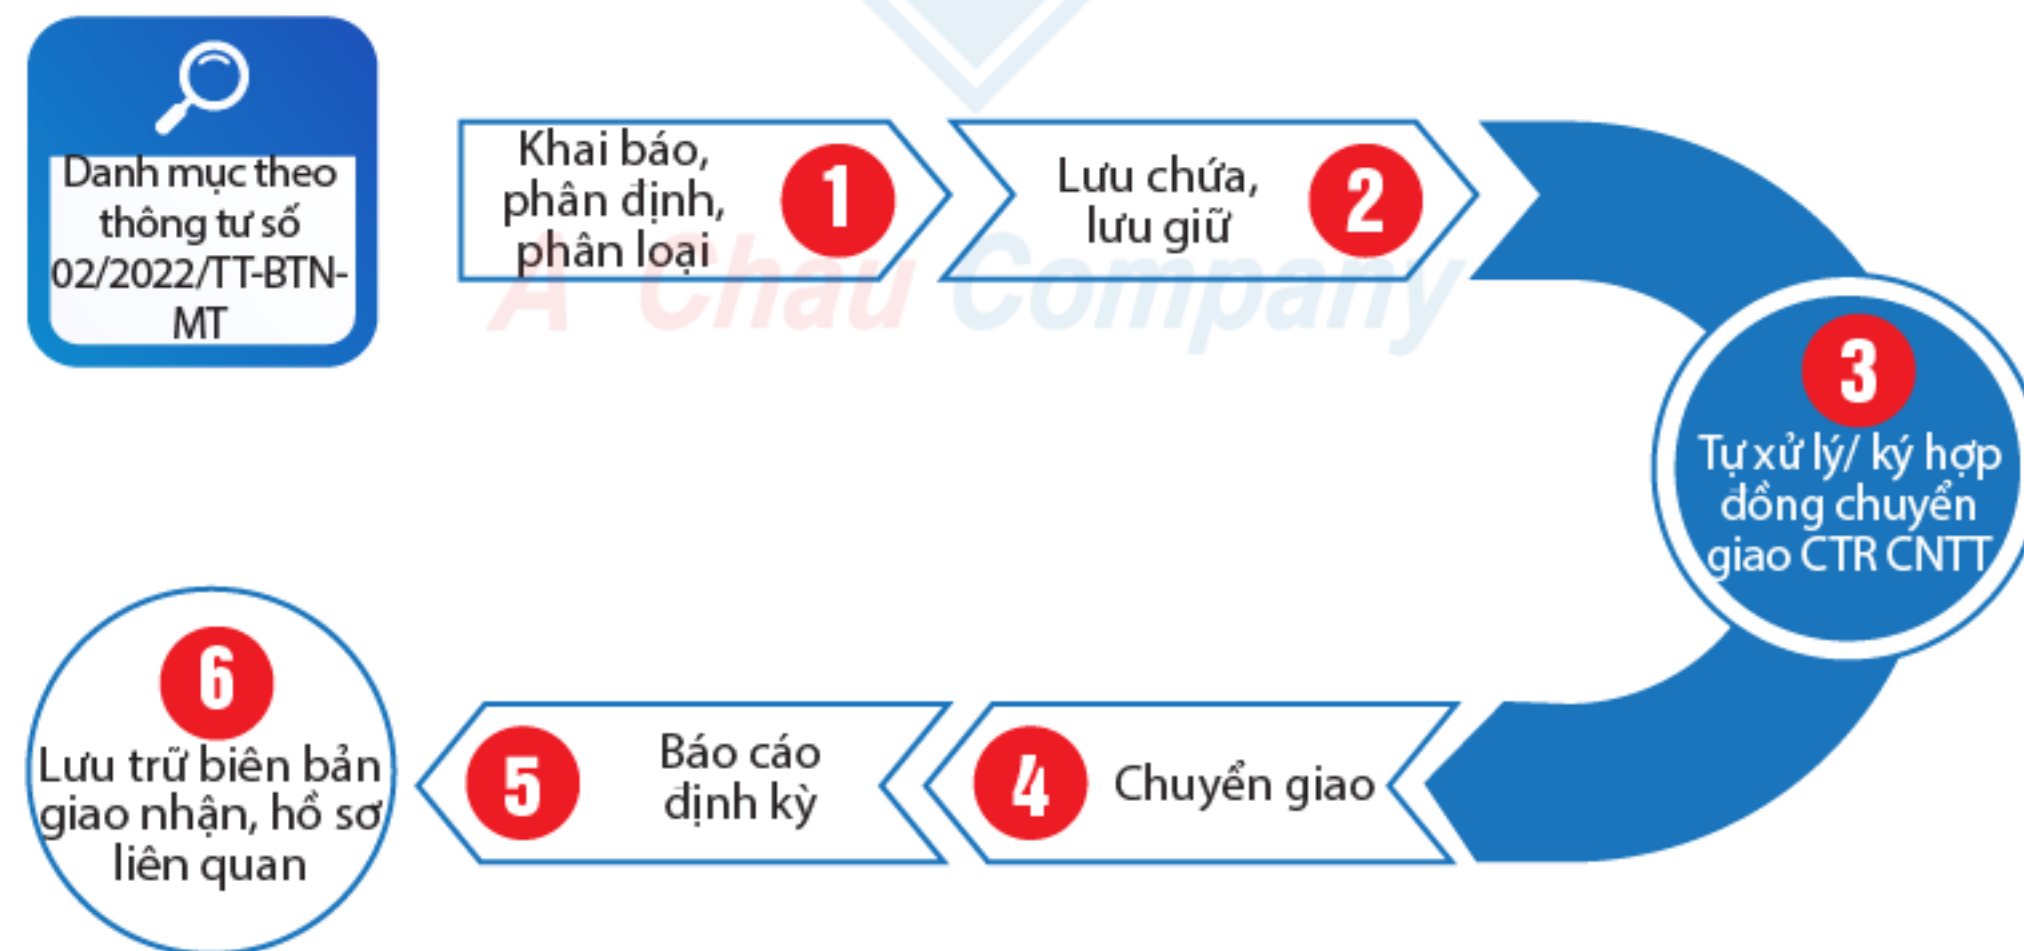 Danh mục theo
thông tư số
02/2022/TT-BTN-
MT
Khai báo,
phân định,
phân loại
1
Lưu chứa,
lưu giữ
2
A Chau Company
3
Tự xử lý/ ký hợp
đồng chuyển
giao CTR CNTT
4
Chuyển giao
5
Báo cáo
định kỳ
6
Lưu trữ biên bản
giao nhận, hồ sơ
liên quan